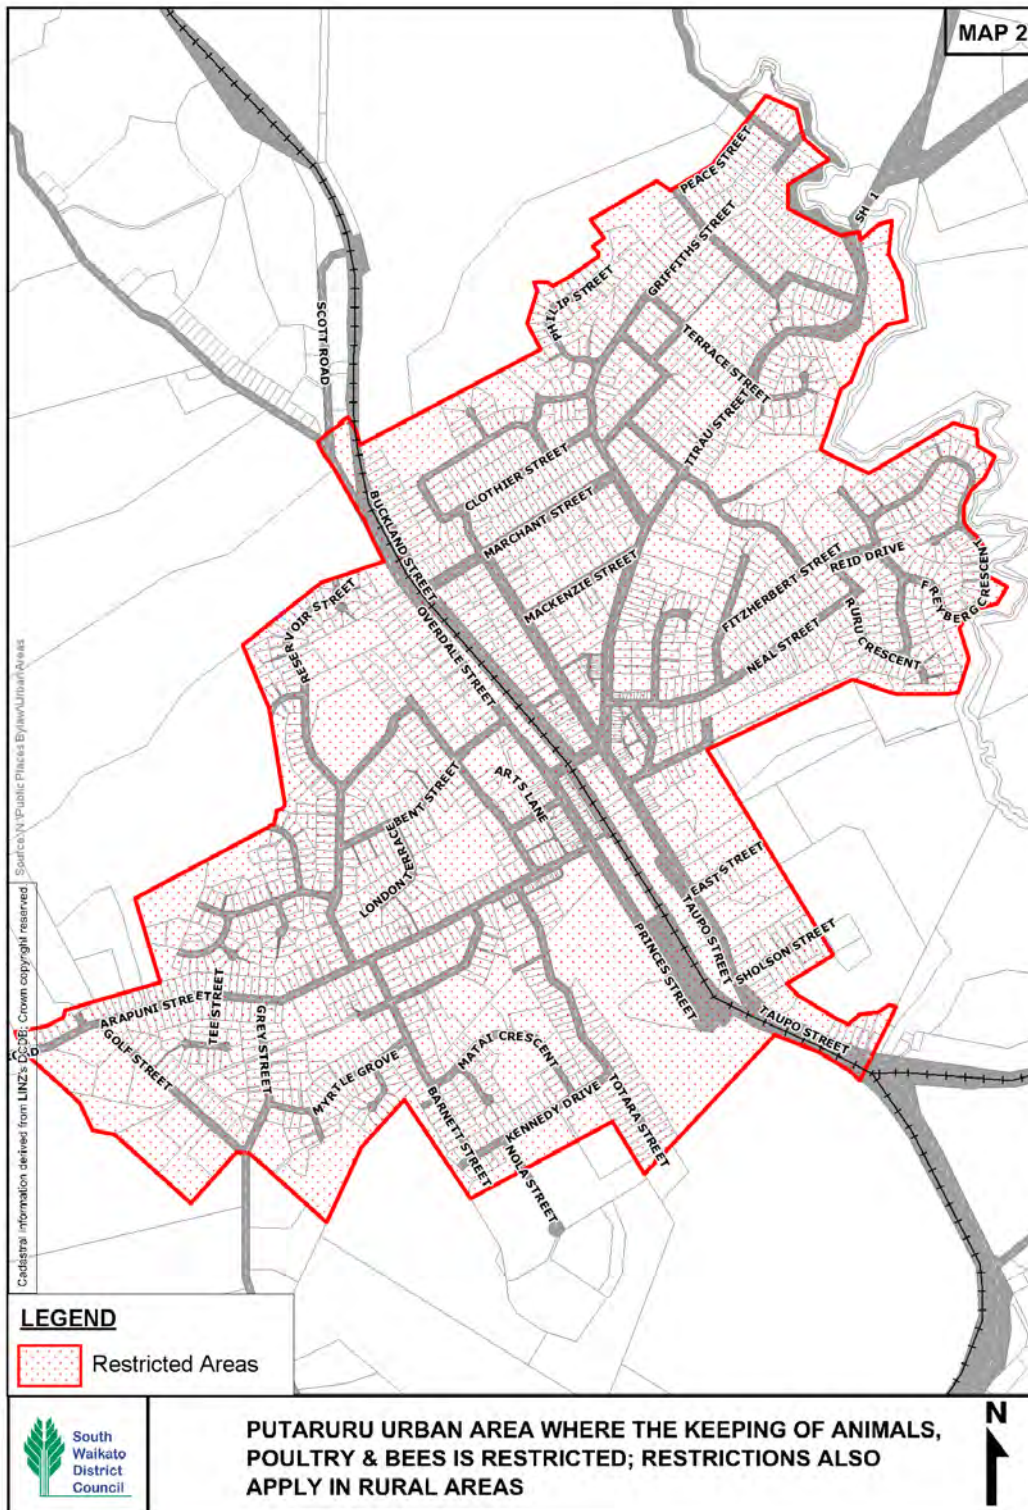 MAP 2
PEACE STREET
SH 1
GRIFFITHS STREET
PHILLIP STREET
SCOTT ROAD
TERRACE STREET
TIRAU STREET
CLOTHIER STREET
BUCKLAND STREET
MARCHANT STREET
REID DRIVE
FREYBERG CRESCENT
MACKENZIE STREET
FITZHERBERT STREET
RESERVOIR STREET
OVERDALE STREET
NEAL STREET
RURU CRESCENT
ARTS LANE
BENT STREET
LONDON TERRACE
EAST STREET
TAUPO STREET
PRINCES STREET
SHOLSON STREET
ARAPUNI STREET
TEE STREET
GREY STREET
GOLF STREET
TAUPO STREET
MATAI CRESCENT
MYRTLE GROVE
BARNETT STREET
KENNEDY DRIVE
TOTARA STREET
NOLA STREET
Source: N:\Public Places Bylaw\Urban Areas
Cadastral information derived from LINZ's DCDB; Crown copyright reserved
LEGEND
Restricted Areas
South
Waikato
District
Council
PUTARURU URBAN AREA WHERE THE KEEPING OF ANIMALS,
POULTRY & BEES IS RESTRICTED; RESTRICTIONS ALSO
APPLY IN RURAL AREAS
N